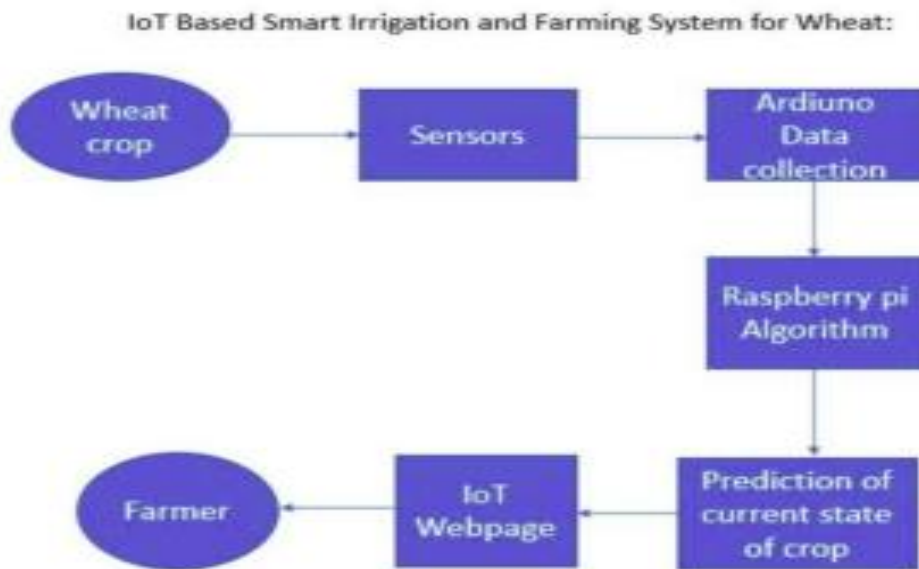 IoT Based Smart Irrigation and Farming System for Wheat:
Wheat
crop
Sensors
Ardiuno
Data
collection
Raspberry pi
Algorithm
Prediction of
current state
of crop
IoT
Webpage
Farmer